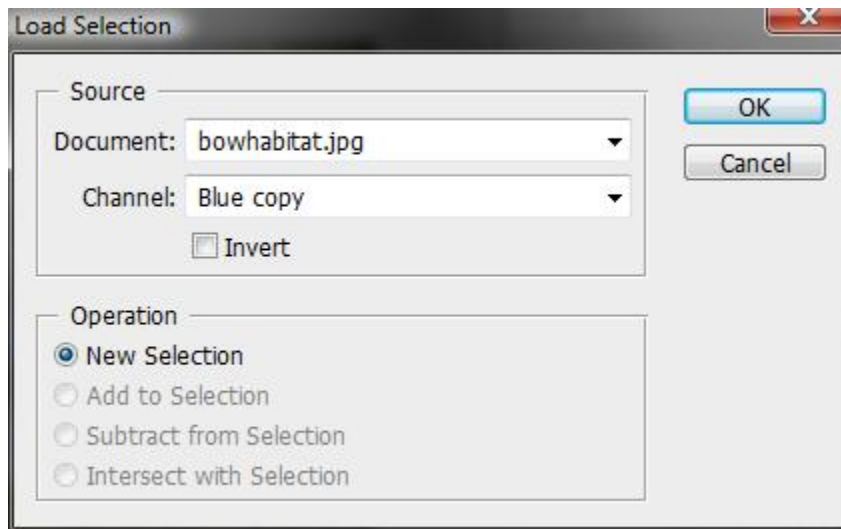 Load Selection
Source
Document: bowhabitat.jpg
OK
Channel: Blue copy
Cancel
Invert
Operation
New Selection
Add to Selection
Subtract from Selection
Intersect with Selection